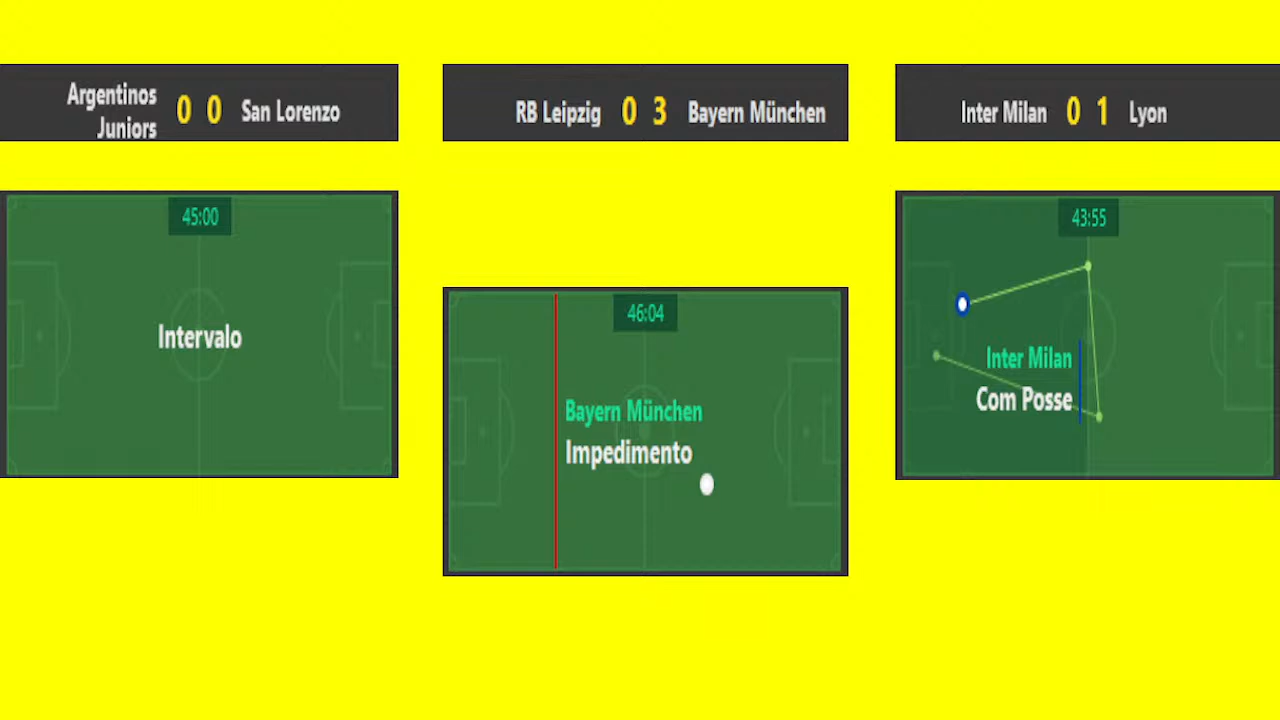 Argentinos
Juniors
0 0
San Lorenzo
RB Leipzig 0 3 Bayern München
Inter Milan 0 1 Lyon
45:00
Intervalo
46:04
Bayern München
Impedimento
43:55
Inter Milan
Com Posse